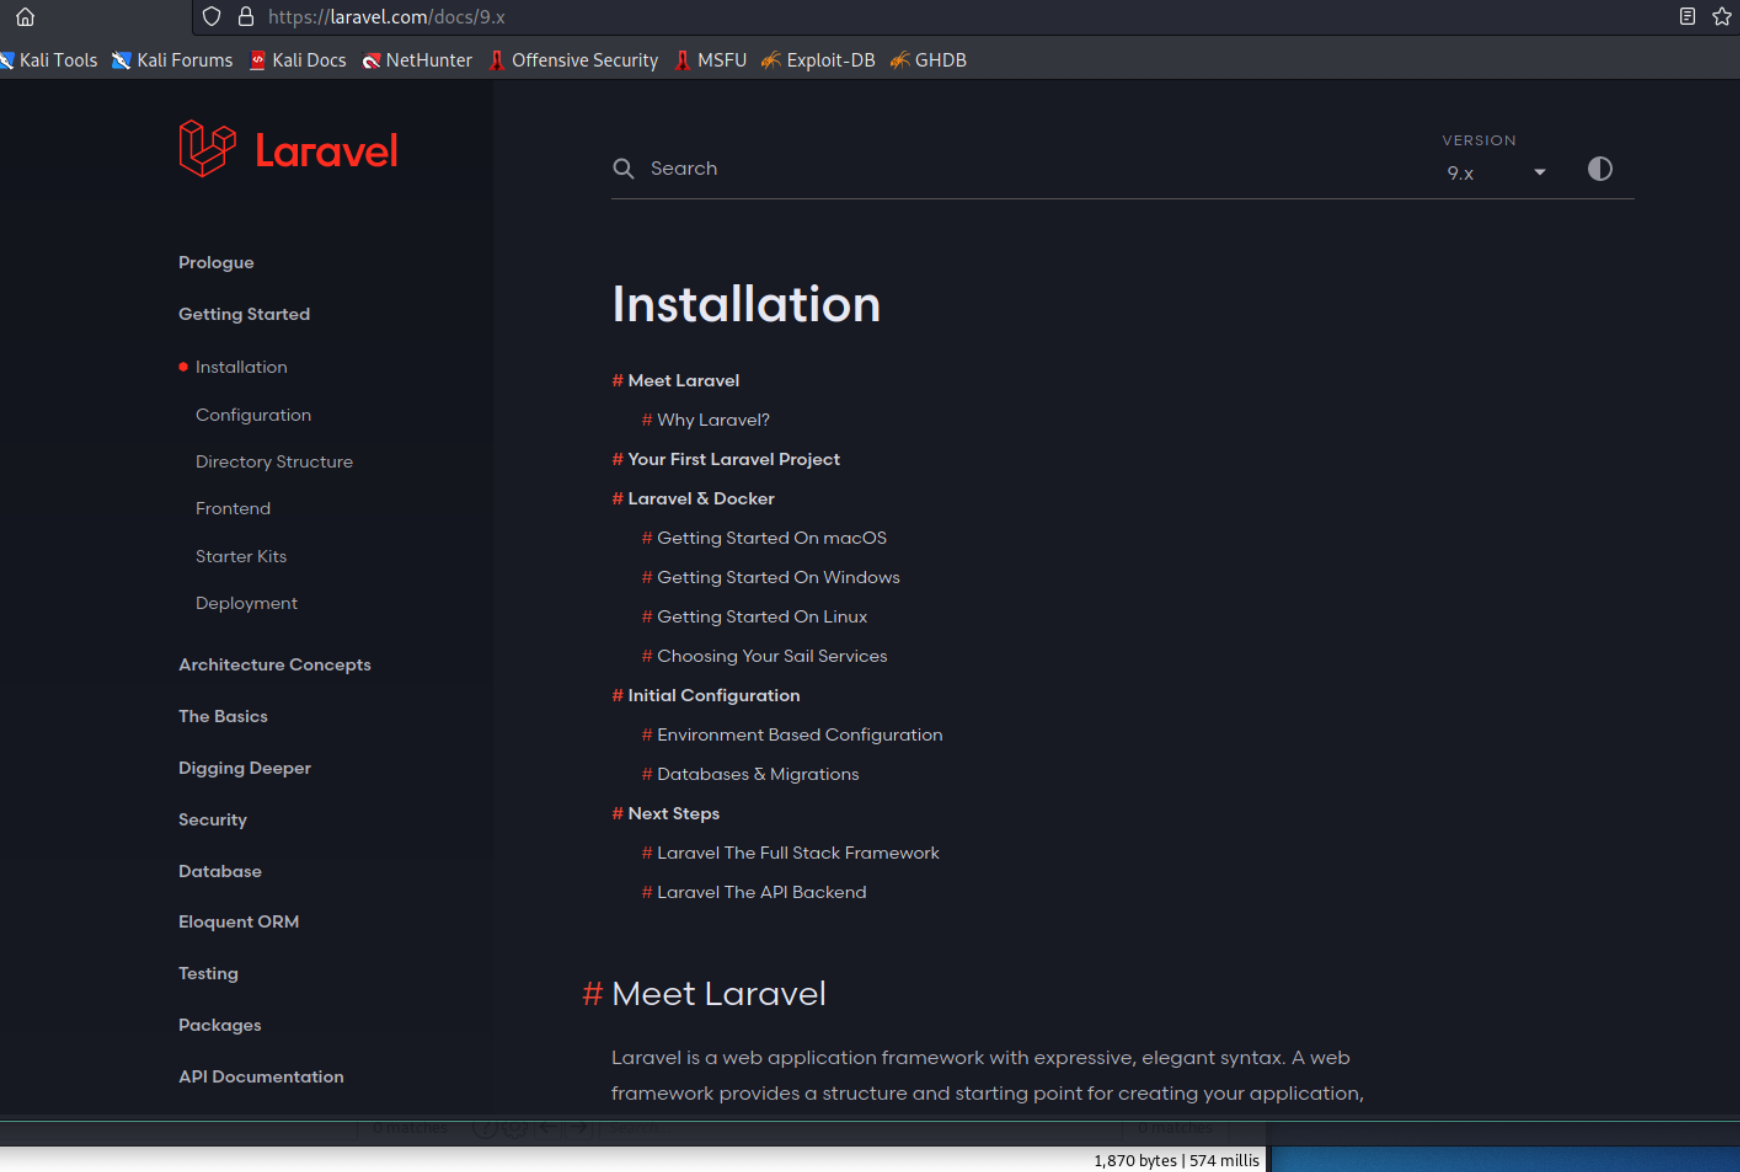 https://laravel.com/docs/9.x
Kali Tools Kali Forums Kali Docs NetHunter Offensive Security MSFU Exploit-DB GHDB
Laravel
Prologue
Getting Started
Installation
Configuration
Directory Structure
Frontend
Starter Kits
Deployment
Architecture Concepts
The Basics
Digging Deeper
Security
Database
Eloquent ORM
Testing
Packages
API Documentation
Search
VERSION
9.x
Installation
# Meet Laravel
# Why Laravel?
# Your First Laravel Project
# Laravel & Docker
# Getting Started On macOS
# Getting Started On Windows
# Getting Started On Linux
# Choosing Your Sail Services
# Initial Configuration
# Environment Based Configuration
# Databases & Migrations
# Next Steps
# Laravel The Full Stack Framework
# Laravel The API Backend
# Meet Laravel
Laravel is a web application framework with expressive, elegant syntax. A web
framework provides a structure and starting point for creating your application,
0 matches Search... 0 matches
1,870 bytes | 574 millis